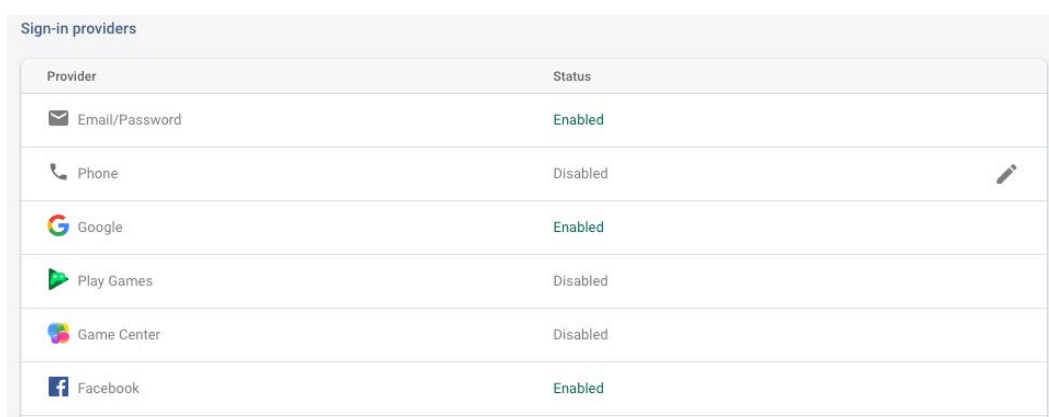 Sign-in providers
Provider Status
Email/Password Enabled
Phone Disabled
Google Enabled
Play Games Disabled
Game Center Disabled
Facebook Enabled